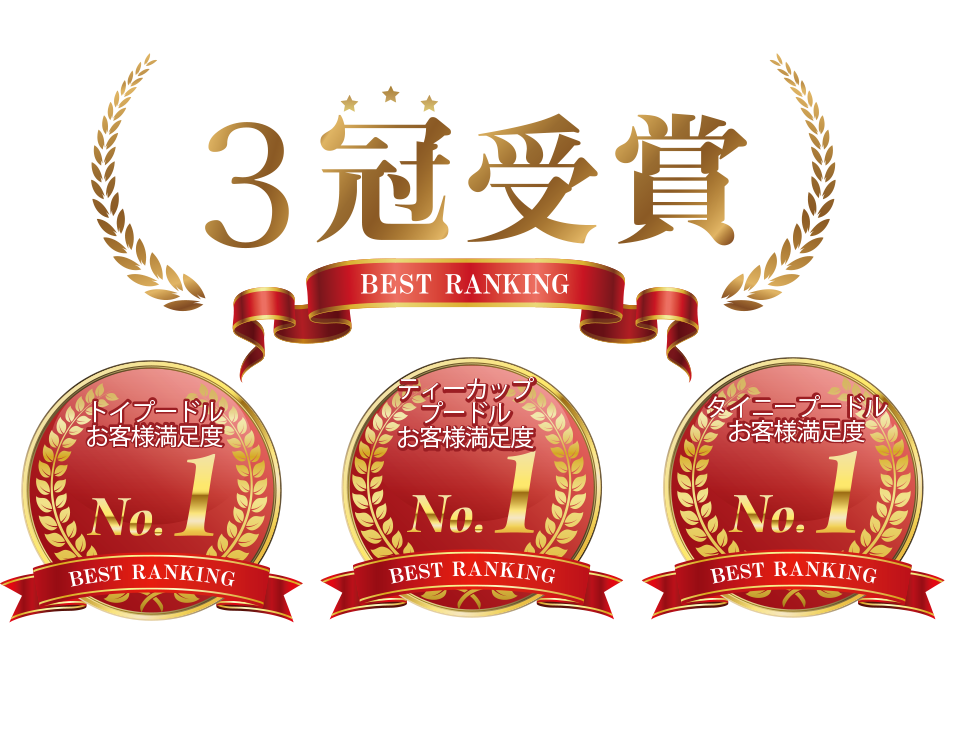 3冠受賞
BEST RANKING
トイプードル
お客様満足度
No.1
BEST RANKING
ティーカップ
プードル
お客様満足度
No.1
BEST RANKING
タイニープードル
お客様満足度
No.1
BEST RANKING